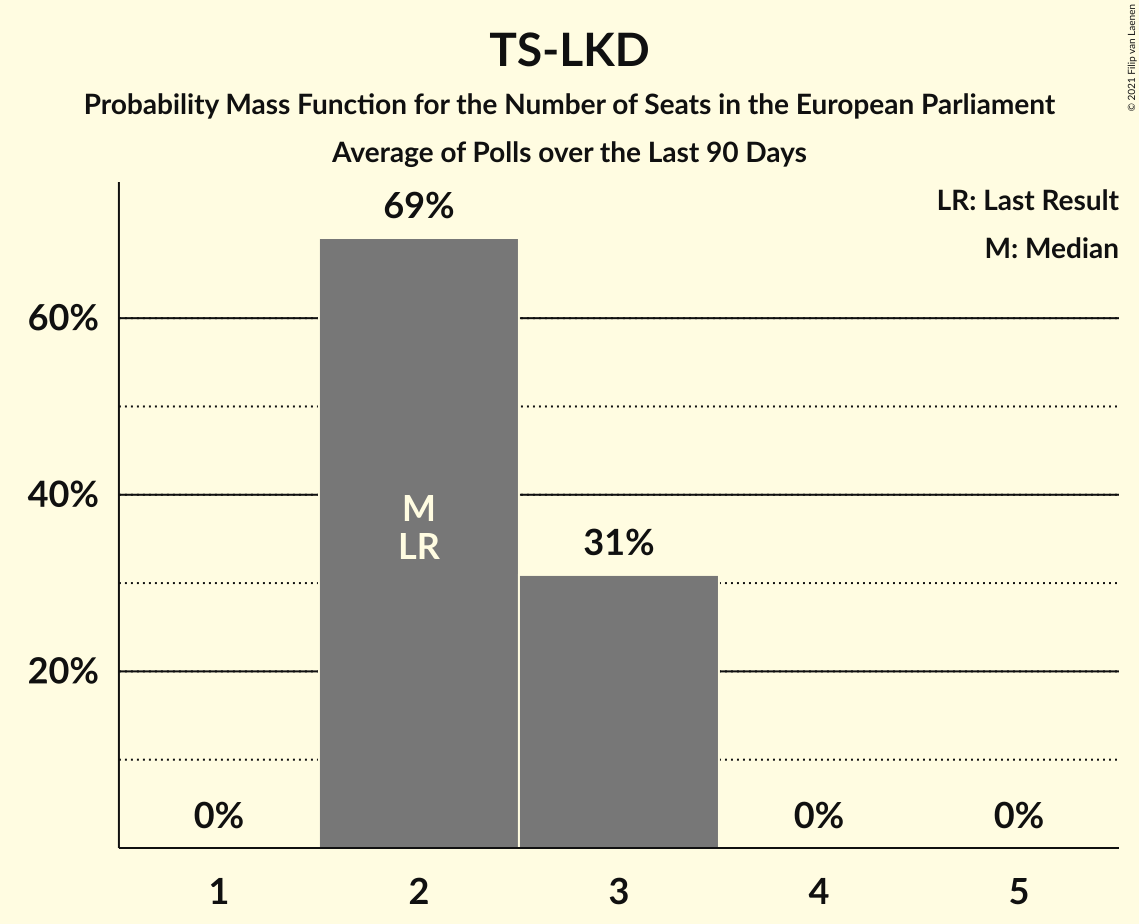 TS-LKD
Probability Mass Function for the Number of Seats in the European Parliament
Average of Polls over the Last 90 Days
© 2021 Filip van Laenen
LR: Last Result
M: Median
69%
60%
40%
20%
M
LR
31%
0%
0%
0%
1
2
3
4
5